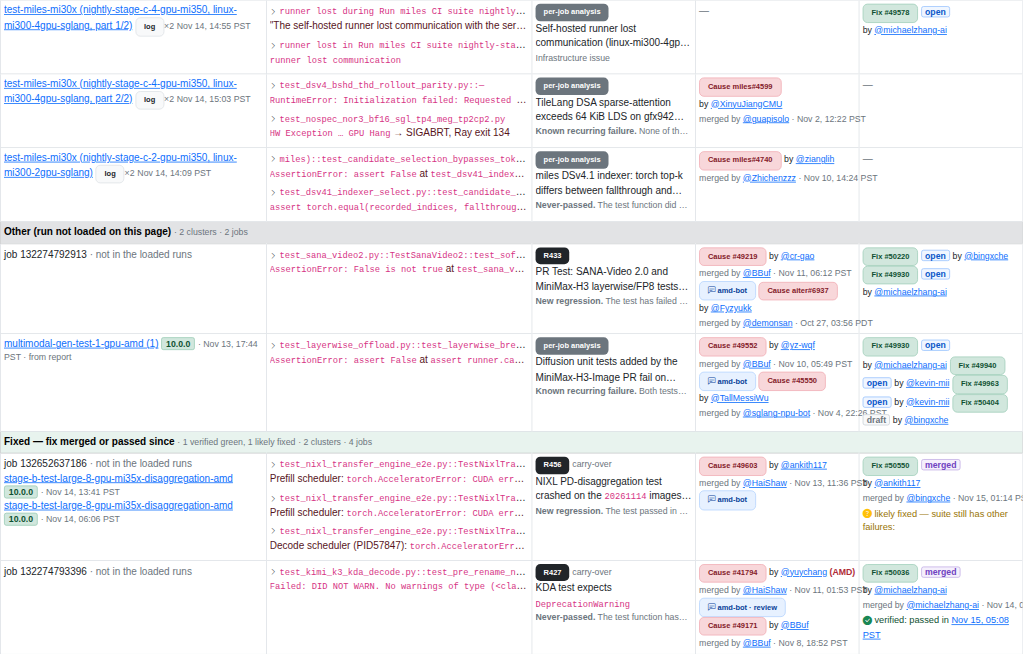 test-miles-mi30x (nightly-stage-c-4-gpu-mi350, linux-mi300-4gpu-sglang, part 1/2) log ×2 Nov 14, 14:55 PST
runner lost during Run miles CI suite nightly…
"The self-hosted runner lost communication with the ser…
runner lost in Run miles CI suite nightly-sta…
runner lost communication
per-job analysis
Self-hosted runner lost
communication (linux-mi300-4gp…
Infrastructure issue
—
Fix #49578 open
by @michaelzhang-ai
test-miles-mi30x (nightly-stage-c-4-gpu-mi350, linux-mi300-4gpu-sglang, part 2/2) log ×2 Nov 14, 15:03 PST
test_dsv4_bshd_thd_rollout_parity.py::—
RuntimeError: Initialization failed: Requested …
test_nospec_nor3_bf16_sgl_tp4_meg_tp2cp2.py
HW Exception … GPU Hang → SIGABRT, Ray exit 134
per-job analysis
TileLang DSA sparse-attention
exceeds 64 KiB LDS on gfx942…
Known recurring failure. None of th…
Cause miles#4599
by @XinyuJiangCMU
merged by @guapisolo · Nov 2, 12:22 PST
—
test-miles-mi30x (nightly-stage-c-2-gpu-mi350, linux-mi300-2gpu-sglang) log ×2 Nov 14, 14:09 PST
miles)::test_candidate_selection_bypasses_tok…
AssertionError: assert False at test_dsv41_index…
test_dsv41_indexer_select.py::test_candidate_…
assert torch.equal(recorded_indices, fallthroug…
per-job analysis
miles DSv4.1 indexer: torch top-k
differs between fallthrough and…
Never-passed. The test function did …
Cause miles#4740 by @zianglih
merged by @Zhichenzzz · Nov 10, 14:24 PST
—
Other (run not loaded on this page) · 2 clusters · 2 jobs
job 132274792913 · not in the loaded runs
test_sana_video2.py::TestSanaVideo2::test_sof…
AssertionError: False is not true at test_sana_v…
R433
PR Test: SANA-Video 2.0 and
MiniMax-H3 layerwise/FP8 tests…
New regression. The test has failed …
Cause #49219 by @cr-gao
merged by @BBuf · Nov 11, 06:12 PST
amd-bot Cause alter#6937
by @Fyzyukk
merged by @demonsan · Oct 27, 03:56 PDT
Fix #50220 open by @bingxche
Fix #49930 open
by @michaelzhang-ai
multimodal-gen-test-1-gpu-amd (1) 10.0.0 · Nov 13, 17:44
PST · from report
test_layerwise_offload.py::test_layerwise_bre…
AssertionError: assert False at assert runner.ca…
per-job analysis
Diffusion unit tests added by the
MiniMax-H3-Image PR fail on…
Known recurring failure. Both tests…
Cause #49552 by @yz-wqf
merged by @BBuf · Nov 10, 05:49 PST
amd-bot Cause #45550
by @TallMessiWu
merged by @sglang-npu-bot · Nov 4, 22:26 PST
Fix #49930 open
by @michaelzhang-ai Fix #49940
open by @kevin-mii Fix #49963
open by @kevin-mii Fix #50404
draft by @bingxche
Fixed — fix merged or passed since · 1 verified green, 1 likely fixed · 2 clusters · 4 jobs
job 132652637186 · not in the loaded runs
stage-b-test-large-8-gpu-mi35x-disaggregation-amd
10.0.0 · Nov 14, 13:41 PST
stage-b-test-large-8-gpu-mi35x-disaggregation-amd
10.0.0 · Nov 14, 06:06 PST
test_nixl_transfer_engine_e2e.py::TestNixlTra…
Prefill scheduler: torch.AcceleratorError: CUDA err…
test_nixl_transfer_engine_e2e.py::TestNixlTra…
Prefill scheduler: torch.AcceleratorError: CUDA err…
test_nixl_transfer_engine_e2e.py::TestNixlTra…
Decode scheduler (PID57847): torch.AcceleratorErr…
R456 carry-over
NIXL PD-disaggregation test
crashed on the 20261114 images…
New regression. The test passed in …
Cause #49603 by @ankith117
merged by @HaiShaw · Nov 13, 11:36 PST
amd-bot
Fix #50550 merged
by @ankith117
merged by @bingxche · Nov 15, 01:14 PS
likely fixed — suite still has other
failures:
job 132274793396 · not in the loaded runs
test_kimi_k3_kda_decode.py::test_pre_rename_n…
Failed: DID NOT WARN. No warnings of type (<cla…
R427 carry-over
KDA test expects
DeprecationWarning
Never-passed. The test function has…
Cause #41794 by @yuychang (AMD)
merged by @HaiShaw · Nov 11, 01:53 PST
amd-bot · review
Cause #49171 by @BBuf
merged by @BBuf · Nov 8, 18:52 PST
Fix #50036 merged
by @michaelzhang-ai
merged by @michaelzhang-ai · Nov 14, 0
verified: passed in Nov 15, 05:08
PST